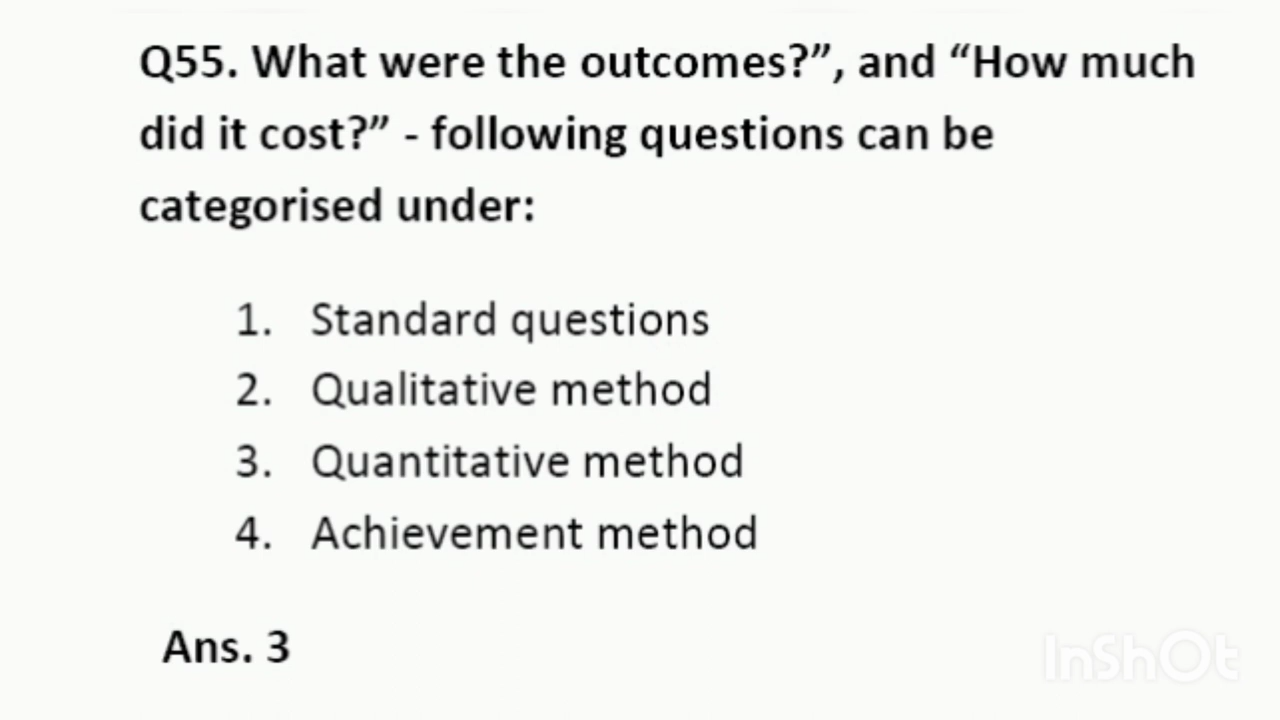 Q55. What were the outcomes?”, and “How much
did it cost?” - following questions can be
categorised under:
1. Standard questions
2. Qualitative method
3. Quantitative method
4. Achievement method
Ans. 3
InShOt